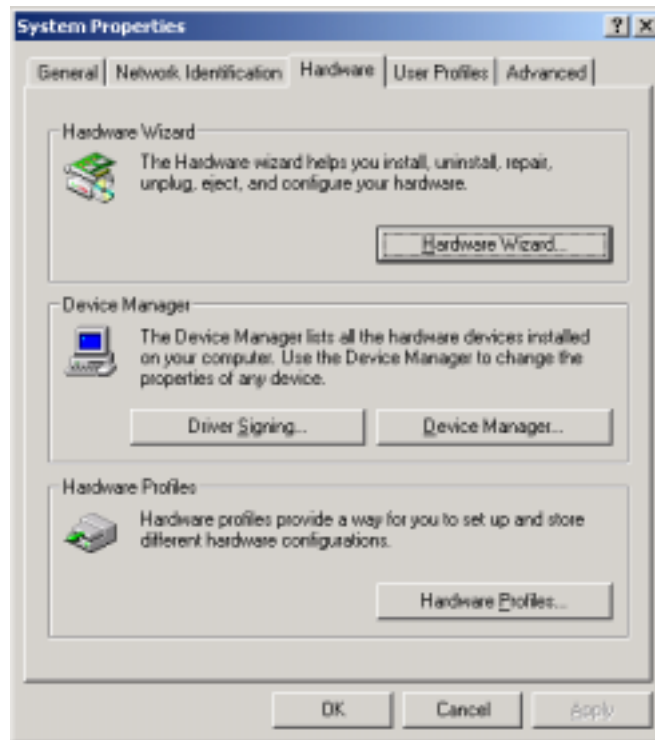 System Properties
General
Network Identification
Hardware
User Profiles
Advanced
Hardware Wizard
The Hardware wizard helps you install, uninstall, repair,
unplug, eject, and configure your hardware.
Hardware Wizard...
Device Manager
The Device Manager lists all the hardware devices installed
on your computer. Use the Device Manager to change the
properties of any device.
Driver Signing...
Device Manager...
Hardware Profiles
Hardware profiles provide a way for you to set up and store
different hardware configurations.
Hardware Profiles...
OK
Cancel
Apply